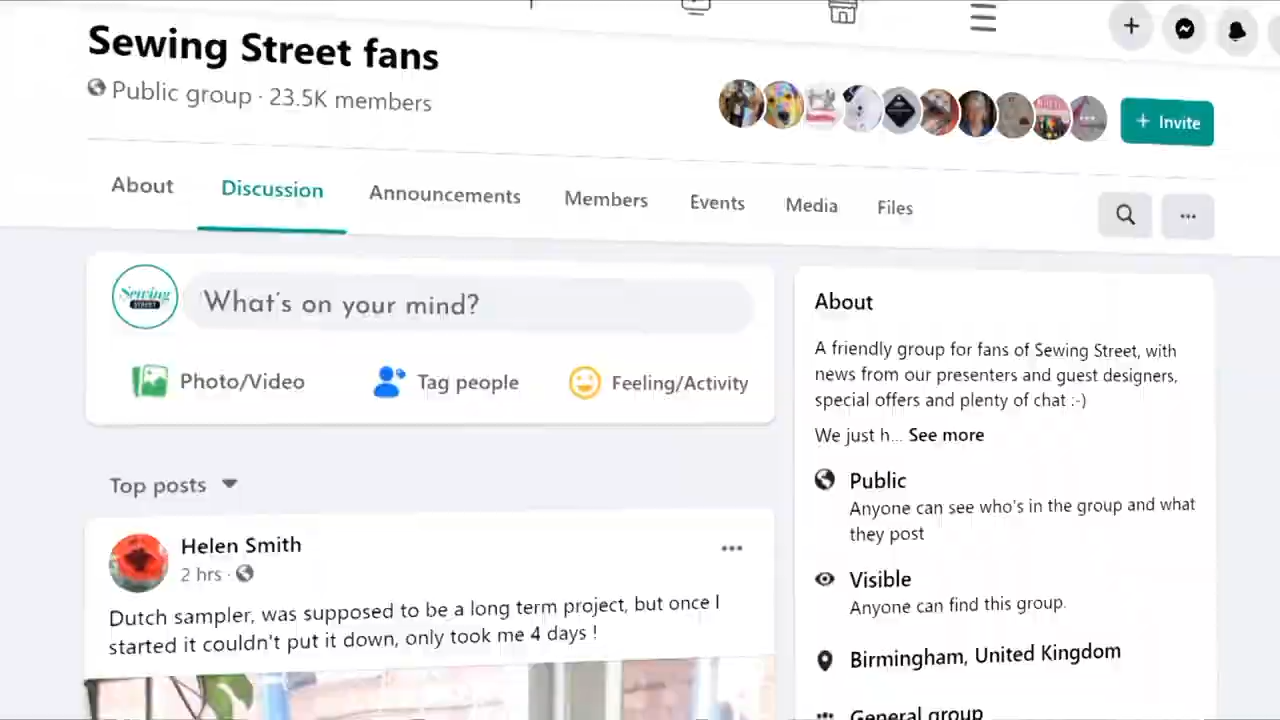 Sewing Street fans
Public group · 23.5K members
+ Invite
About
Discussion
Announcements
Members
Events
Media
Files
Sewing
STREET
What's on your mind?
Photo/Video
Tag people
Feeling/Activity
Top posts
Helen Smith
2 hrs ·
Dutch sampler, was supposed to be a long term project, but once I
started it couldn't put it down, only took me 4 days !
About
A friendly group for fans of Sewing Street, with
news from our presenters and guest designers,
special offers and plenty of chat :-)
We just h... See more
Public
Anyone can see who's in the group and what
they post
Visible
Anyone can find this group.
Birmingham, United Kingdom
General group